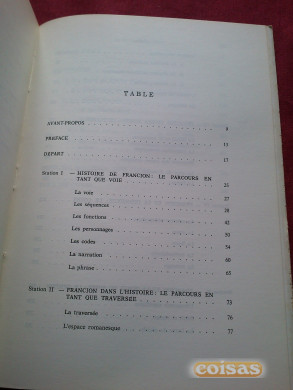 TABLE
AVANT-PROPOS 9
PREFACE 11
DEPART 17
Station I — HISTOIRE DE FRANCION : LE PARCOURS EN
TANT QUE VOIE 21
La voie 27
Les séquences 38
Les fonctions 42
Les personnages 50
Les codes 54
La narration 60
La phrase 65
Station II — FRANCION DANS L'HISTOIRE : LE PARCOURS EN
TANT QUE TRAVERSEE 73
La traversée 76
L'espace romanesque 77
coisas